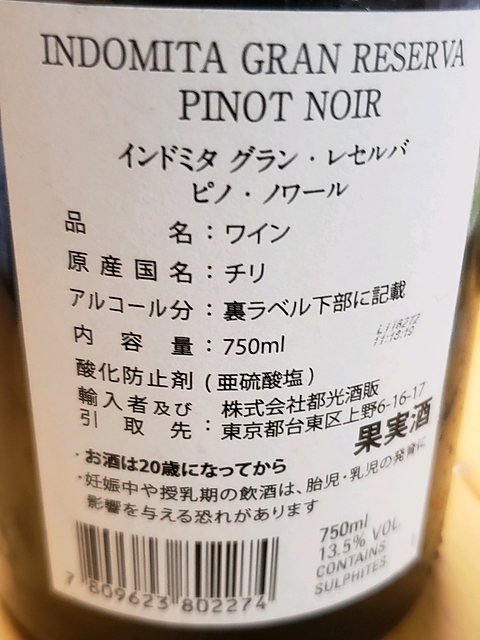 INDOMITA GRAN RESERVA
PINOT NOIR
インドミタ グラン・レセルバ
ピノ・ノワール
品名：ワイン
原産国名：チリ
アルコール分：裏ラベル下部に記載
内容量：750ml
酸化防止剤（亜硫酸塩）
輸入者及び 株式会社都光酒販
引取先：東京都台東区上野6-16-17
果実酒
・お酒は20歳になってから
・妊娠中や授乳期の飲酒は、胎児・乳児の発育に
影響を与える恐れがあります
750ml
13.5% VOL.
CONTAINS
SULPHITES
7 809623 802274